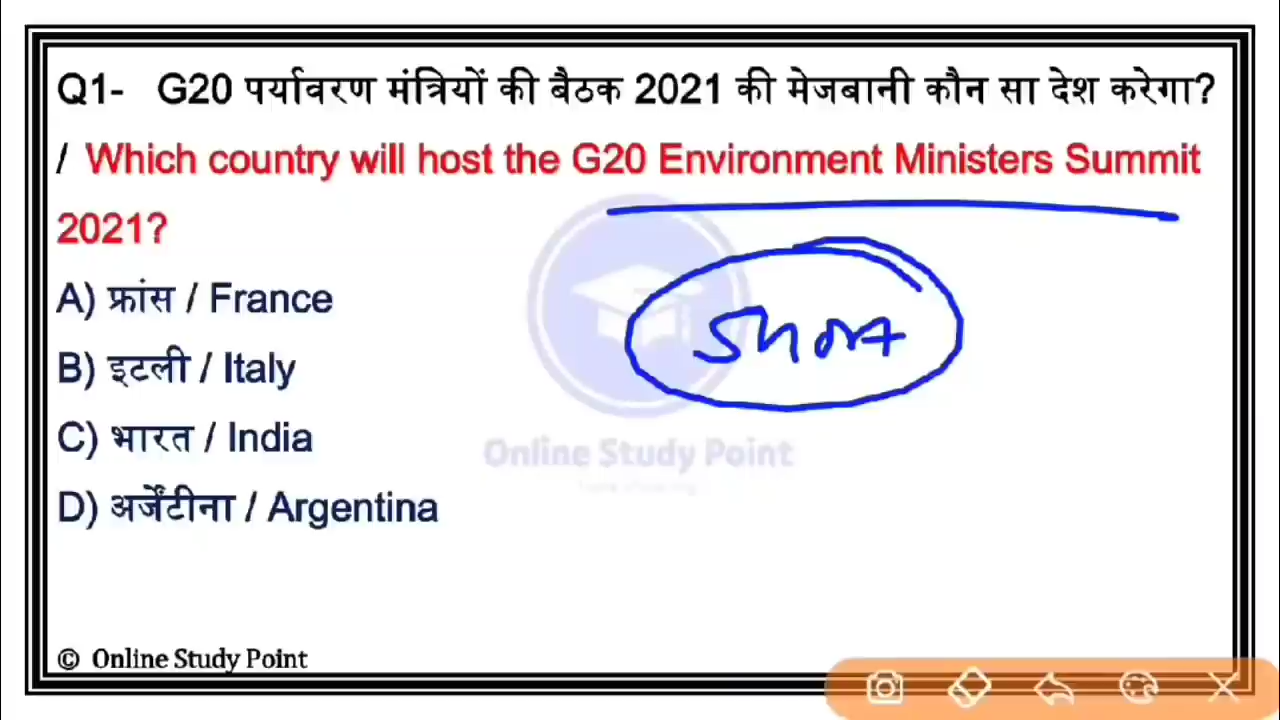 Q1- G20 पर्यावरण मंत्रियों की बैठक 2021 की मेजबानी कौन सा देश करेगा?
/ Which country will host the G20 Environment Ministers Summit
2021?
A) फ्रांस / France
B) इटली / Italy
C) भारत / India
D) अर्जेंटीना / Argentina
Short
Online Study Point
© Online Study Point